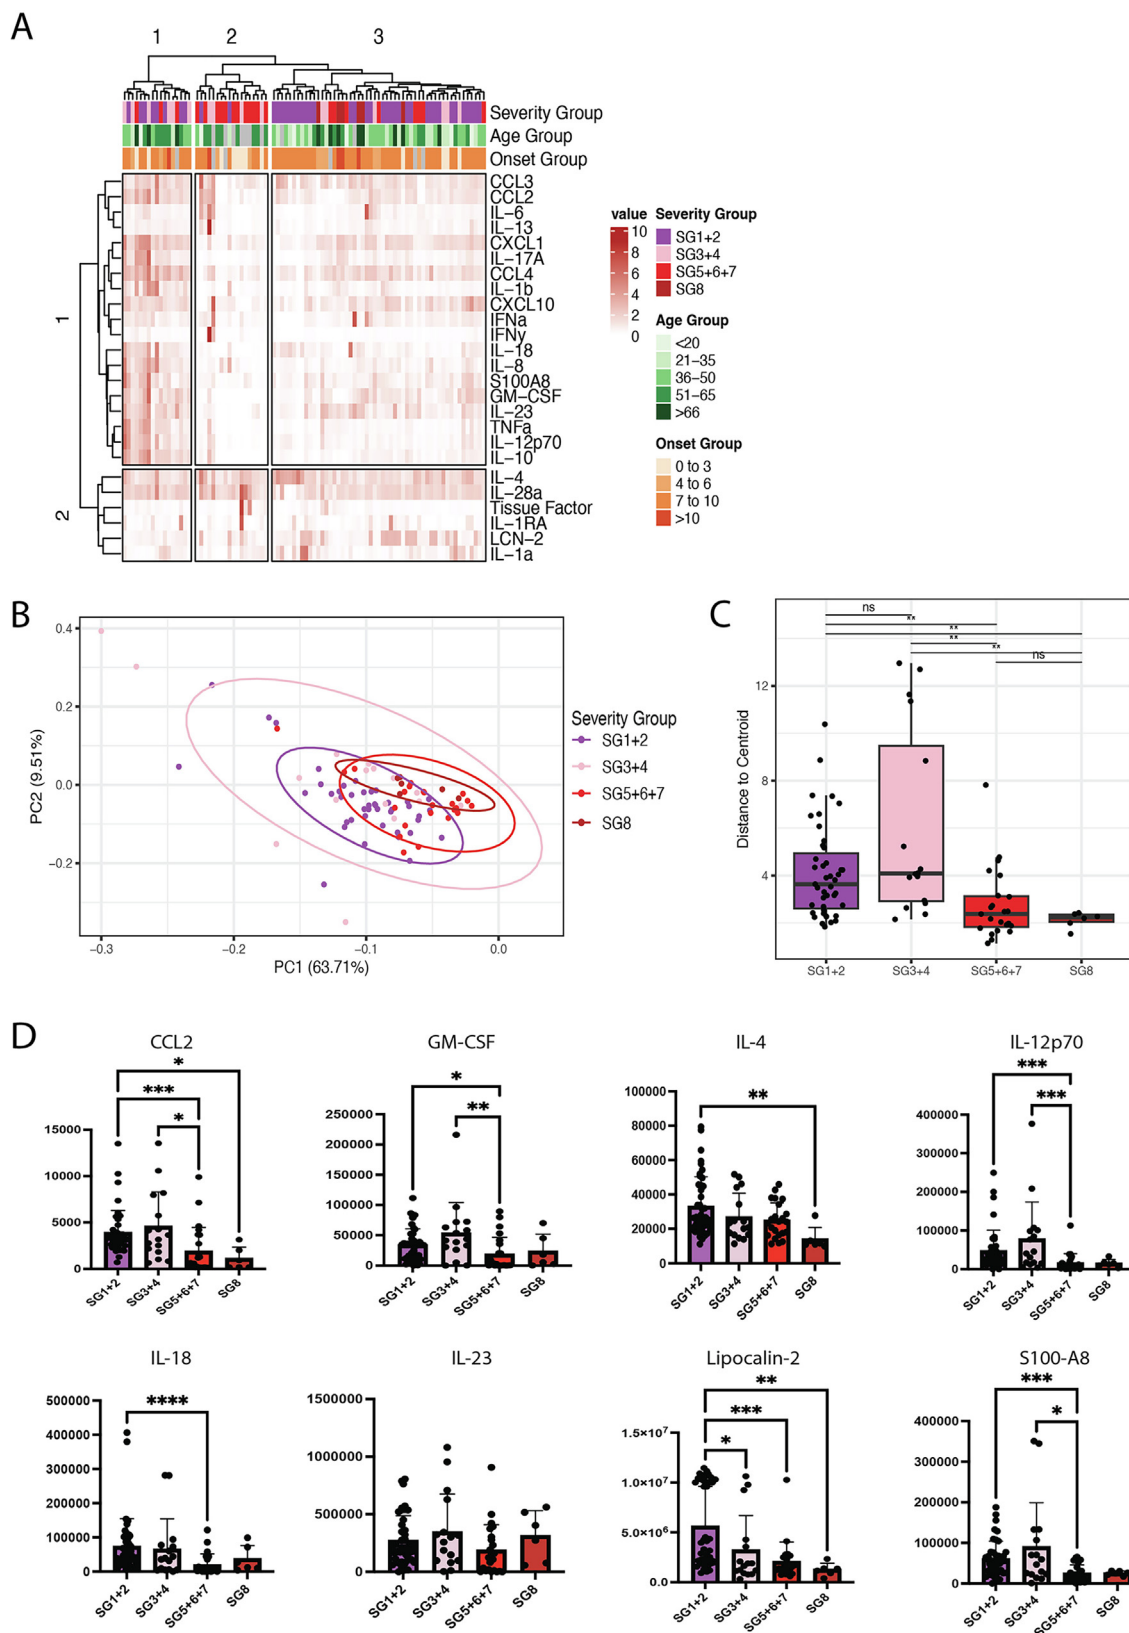 A
1 2 3
Severity Group
Age Group
Onset Group
CCL3
CCL2
IL-6
IL-13
CXCL1
IL-17A
CCL4
IL-1b
CXCL10
IFNa
IFNy
IL-18
IL-8
S100A8
GM-CSF
IL-23
TNFa
IL-12p70
IL-10
IL-4
IL-28a
Tissue Factor
IL-1RA
LCN-2
IL-1a
1
2
value
10
8
6
4
2
0
Severity Group
SG1+2
SG3+4
SG5+6+7
SG8
Age Group
<20
21-35
36-50
51-65
>66
Onset Group
0 to 3
4 to 6
7 to 10
>10
B
0.4
0.2
0.0
-0.2
PC2 (9.51%)
-0.3 -0.2 -0.1 0.0
PC1 (63.71%)
Severity Group
SG1+2
SG3+4
SG5+6+7
SG8
C
ns
**
**
**
**
ns
12
8
4
Distance to Centroid
SG1+2 SG3+4 SG5+6+7 SG8
D
CCL2
*
***
*
15000
10000
5000
0
SG1+2 SG3+4 SG5+6+7 SG8
GM-CSF
*
**
250000
200000
150000
100000
50000
0
SG1+2 SG3+4 SG5+6+7 SG8
IL-4
**
100000
80000
60000
40000
20000
0
SG1+2 SG3+4 SG5+6+7 SG8
IL-12p70
***
***
400000
300000
200000
100000
0
SG1+2 SG3+4 SG5+6+7 SG8
IL-18
****
500000
400000
300000
200000
100000
0
SG1+2 SG3+4 SG5+6+7 SG8
IL-23
1500000
1000000
500000
0
SG1+2 SG3+4 SG5+6+7 SG8
Lipocalin-2
**
***
*
1.5×10⁷
1.0×10⁷
5.0×10⁶
0.0
SG1+2 SG3+4 SG5+6+7 SG8
S100-A8
***
*
400000
300000
200000
100000
0
SG1+2 SG3+4 SG5+6+7 SG8